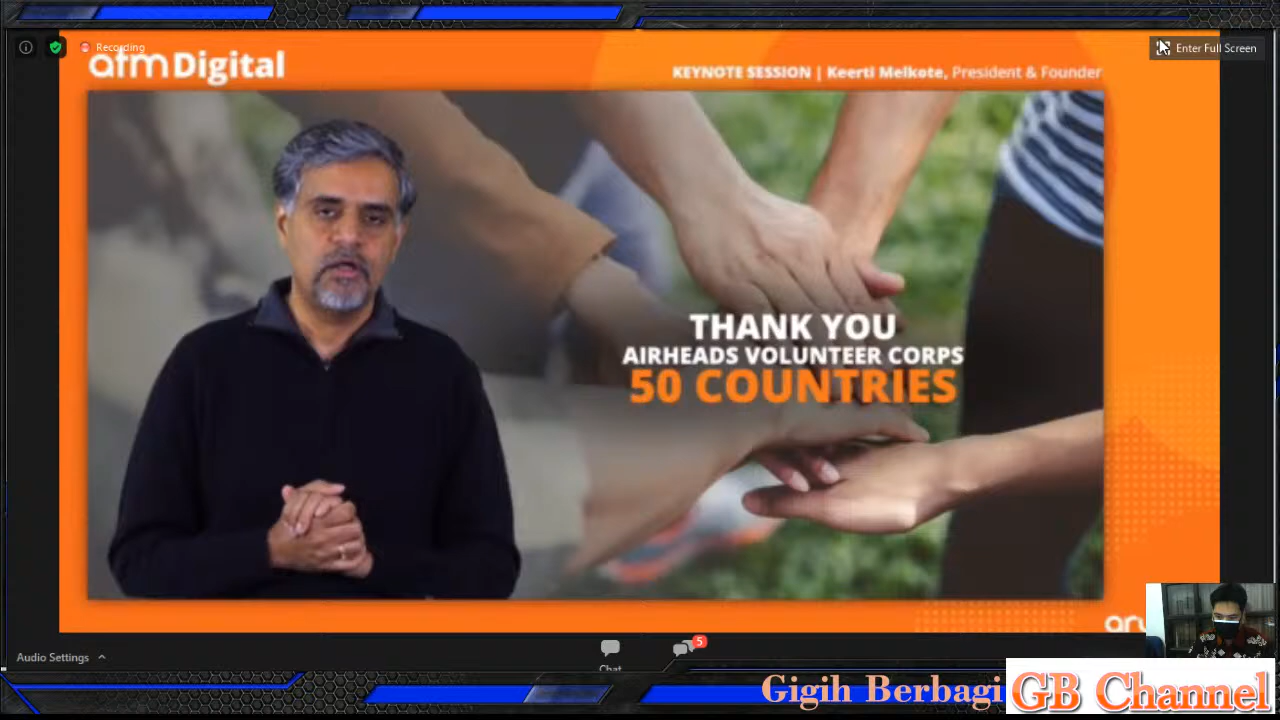 Recording
Enter Full Screen
atmDigital
KEYNOTE SESSION | Keerti Melkote, President & Founder
THANK YOU
AIRHEADS VOLUNTEER CORPS
50 COUNTRIES
Audio Settings
Chat
5
Gigih Berbagi
GB Channel